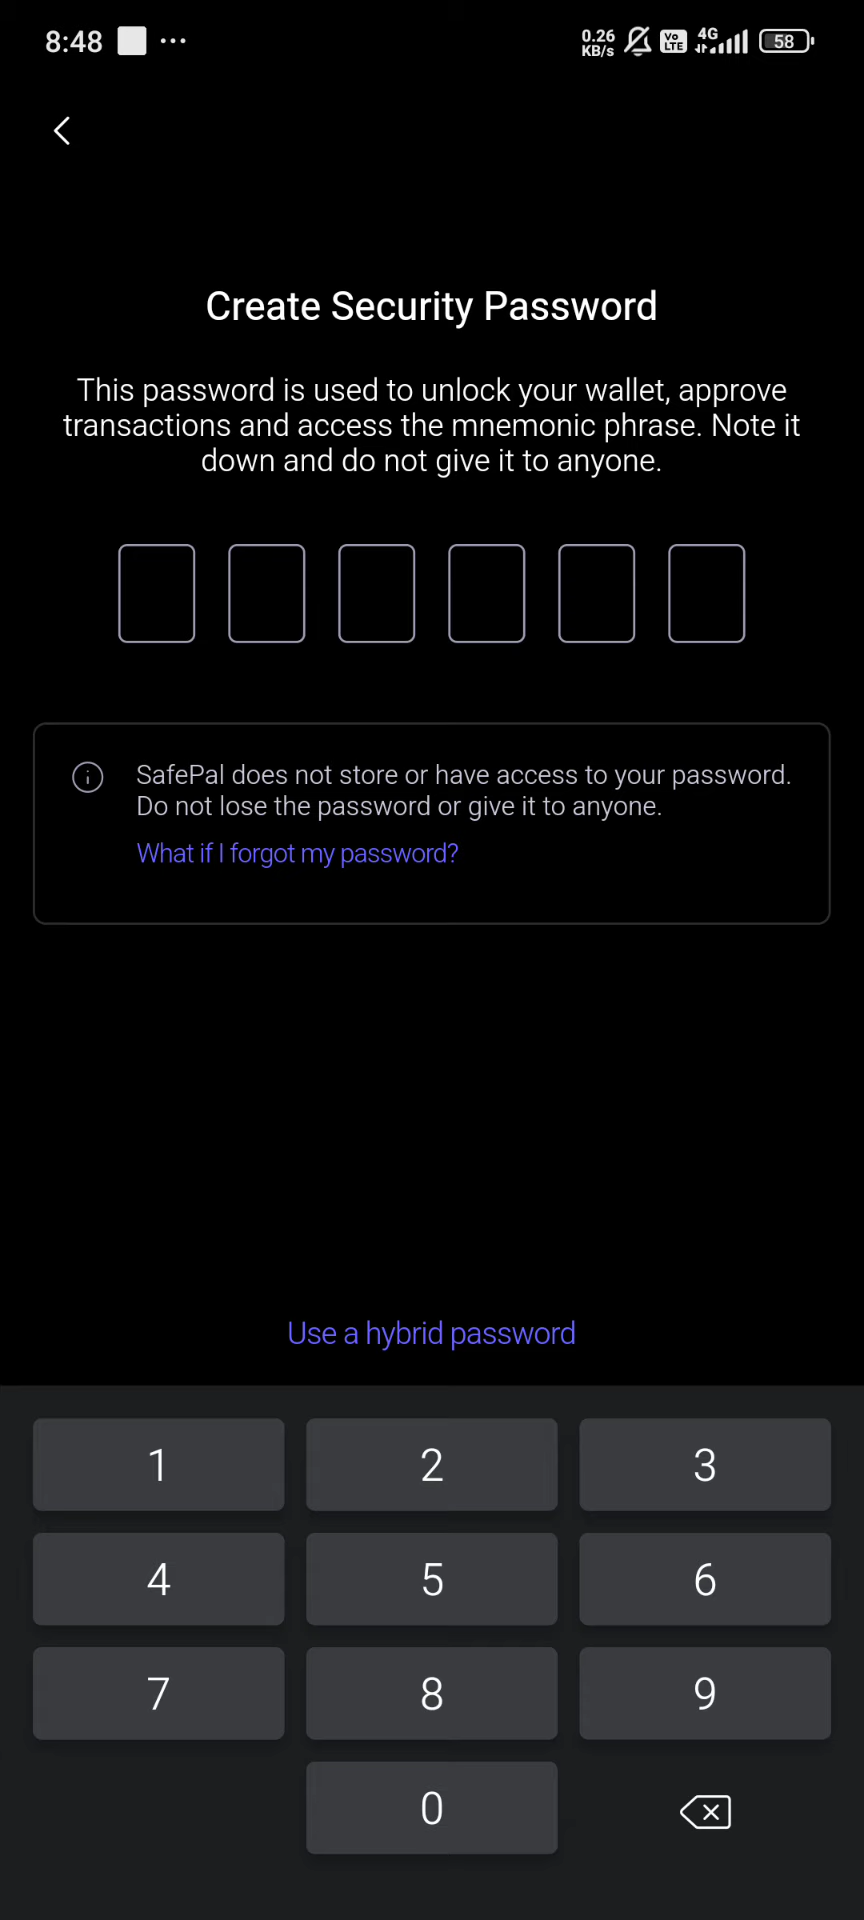 8:48 ... 0.26 KB/s Vo LTE 4G 58
Create Security Password
This password is used to unlock your wallet, approve
transactions and access the mnemonic phrase. Note it
down and do not give it to anyone.
SafePal does not store or have access to your password.
Do not lose the password or give it to anyone.
What if I forgot my password?
Use a hybrid password
1 2 3
4 5 6
7 8 9
0